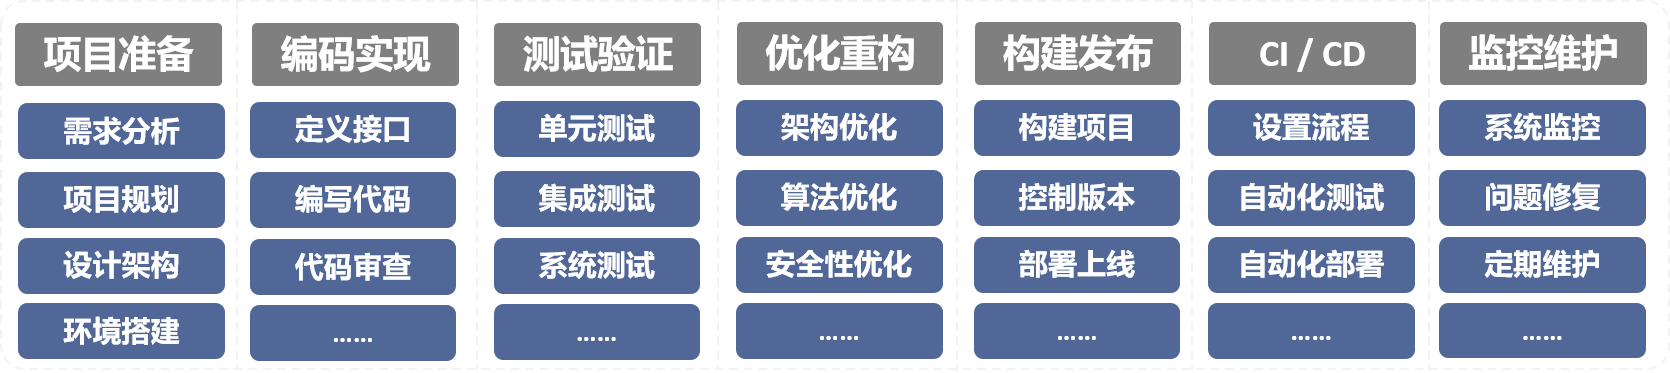 项目准备
需求分析
项目规划
设计架构
环境搭建
编码实现
定义接口
编写代码
代码审查
……
测试验证
单元测试
集成测试
系统测试
……
优化重构
架构优化
算法优化
安全性优化
……
构建发布
构建项目
控制版本
部署上线
……
CI / CD
设置流程
自动化测试
自动化部署
……
监控维护
系统监控
问题修复
定期维护
……